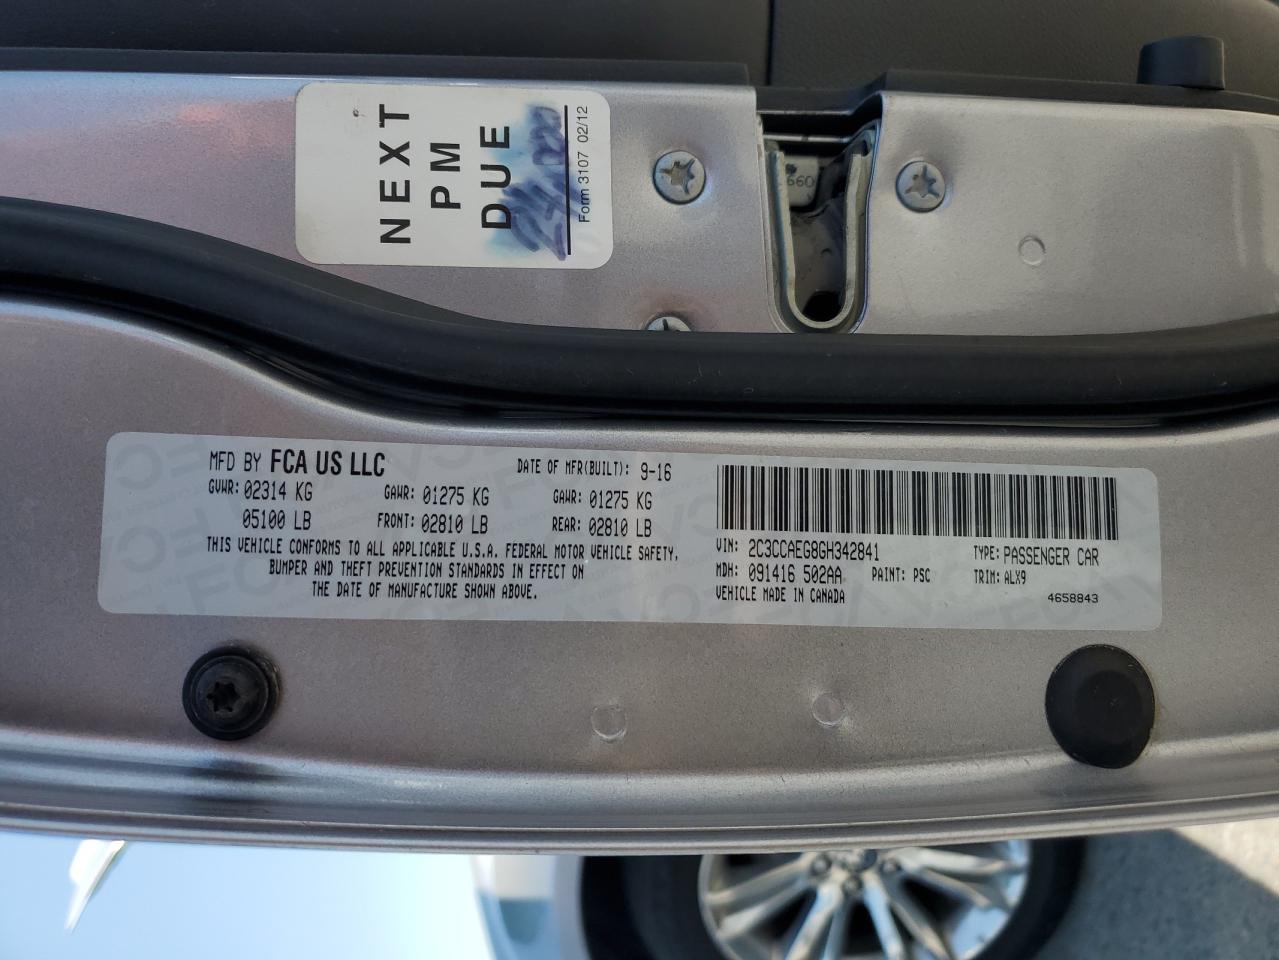 NEXT
PM
DUE
Form 3107 02/12
660
MFD BY FCA US LLC DATE OF MFR(BUILT): 9-16
GVWR: 02314 KG GAWR: 01275 KG GAWR: 01275 KG
05100 LB FRONT: 02810 LB REAR: 02810 LB
THIS VEHICLE CONFORMS TO ALL APPLICABLE U.S.A. FEDERAL MOTOR VEHICLE SAFETY,
BUMPER AND THEFT PREVENTION STANDARDS IN EFFECT ON
THE DATE OF MANUFACTURE SHOWN ABOVE.
VIN: 2C3CCAEG8GH342841 TYPE: PASSENGER CAR
MDH: 091416 502AA PAINT: PSC TRIM: ALX9
VEHICLE MADE IN CANADA 4658843